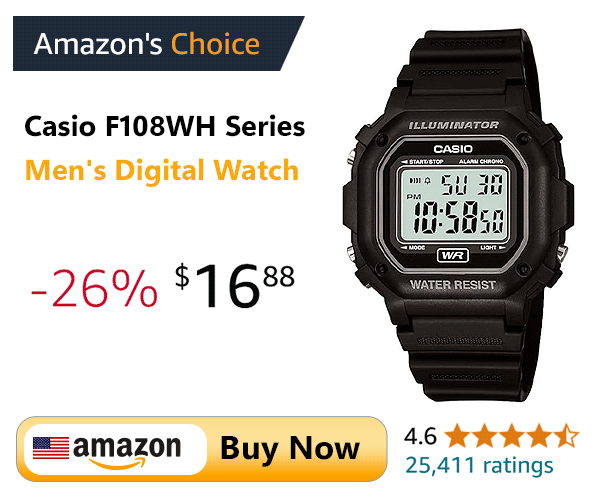 Amazon's Choice
Casio F108WH Series
Men's Digital Watch
-26% $16 88
ILLUMINATOR
CASIO
START/STOP ALARM CHRONO
SU 30
PM
10:58 50
MODE LIGHT
WR
WATER RESIST
amazon Buy Now
4.6
25,411 ratings